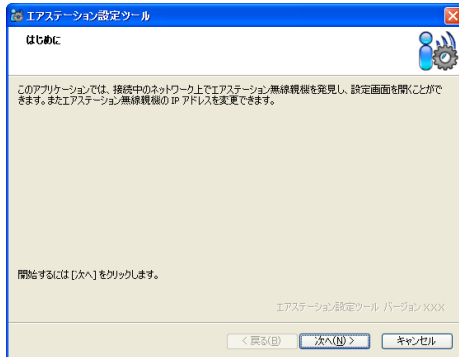 エアステーション設定ツール
はじめに
このアプリケーションでは、接続中のネットワーク上でエアステーション無線親機を発見し、設定画面を開くことがで
きます。またエアステーション無線親機の IP アドレスを変更できます。
開始するには [次へ] をクリックします。
エアステーション設定ツール バージョン XXX
< 戻る(B)
次へ(N) >
キャンセル